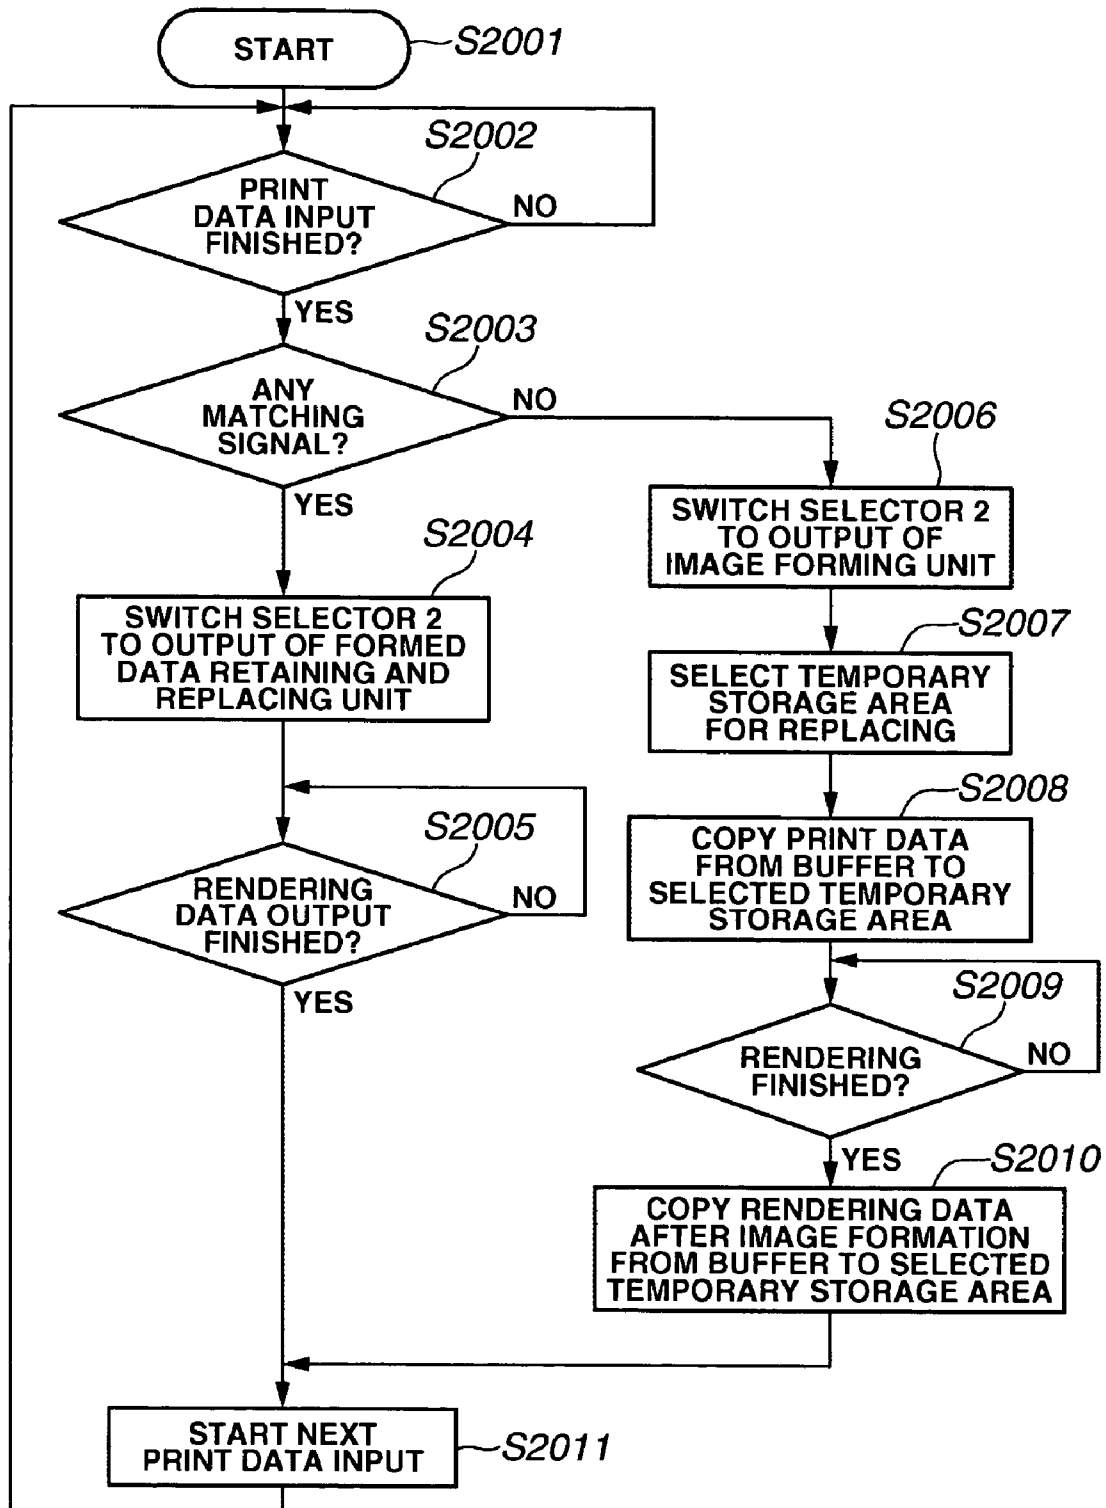 START
S2001
S2002
PRINT
DATA INPUT
FINISHED?
NO
YES
S2003
ANY
MATCHING
SIGNAL?
NO
YES
S2004
SWITCH SELECTOR 2
TO OUTPUT OF FORMED
DATA RETAINING AND
REPLACING UNIT
S2005
RENDERING
DATA OUTPUT
FINISHED?
NO
YES
S2006
SWITCH SELECTOR 2
TO OUTPUT OF
IMAGE FORMING UNIT
S2007
SELECT TEMPORARY
STORAGE AREA
FOR REPLACING
S2008
COPY PRINT DATA
FROM BUFFER TO
SELECTED TEMPORARY
STORAGE AREA
S2009
RENDERING
FINISHED?
NO
YES
S2010
COPY RENDERING DATA
AFTER IMAGE FORMATION
FROM BUFFER TO SELECTED
TEMPORARY STORAGE AREA
START NEXT
PRINT DATA INPUT
S2011